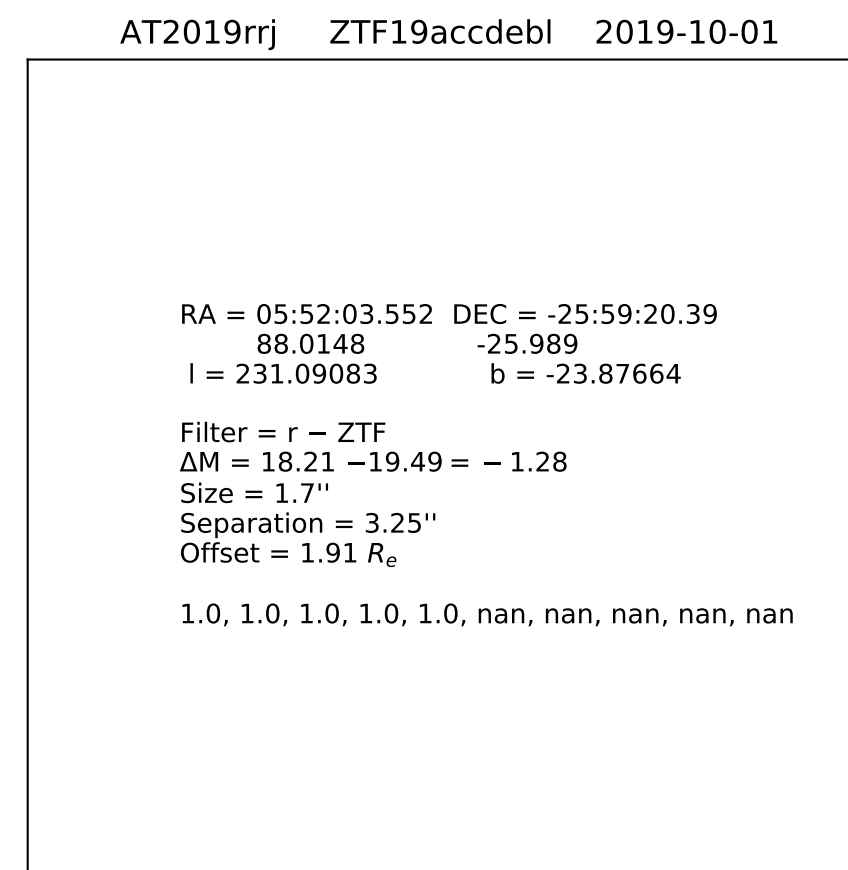 AT2019rrj ZTF19accdebl 2019-10-01
RA = 05:52:03.552 DEC = -25:59:20.39
88.0148 -25.989
l = 231.09083 b = -23.87664
Filter = r − ZTF
ΔM = 18.21 −19.49 = − 1.28
Size = 1.7''
Separation = 3.25''
Offset = 1.91 Rₑ
1.0, 1.0, 1.0, 1.0, 1.0, nan, nan, nan, nan, nan